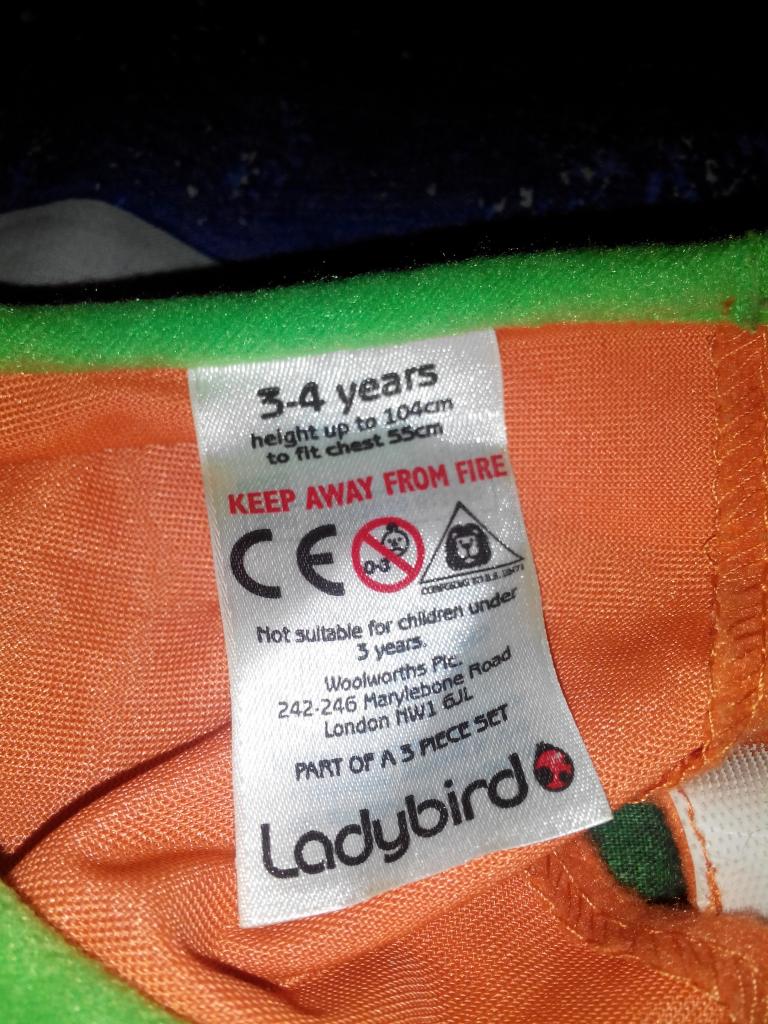 3-4 years
height up to 104cm
to fit chest 55cm
KEEP AWAY FROM FIRE
CE
0-3
Not suitable for children under
3 years.
Woolworths Plc.
242-246 Marylebone Road
London NW1 6JL
PART OF A 3 PIECE SET
Ladybird